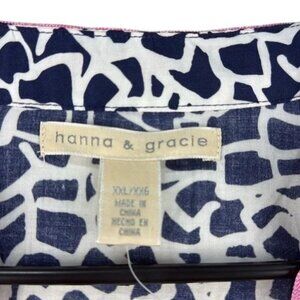 hanna & gracie
XXL/XXG
MADE IN
CHINA
HECHO EN
CHINA